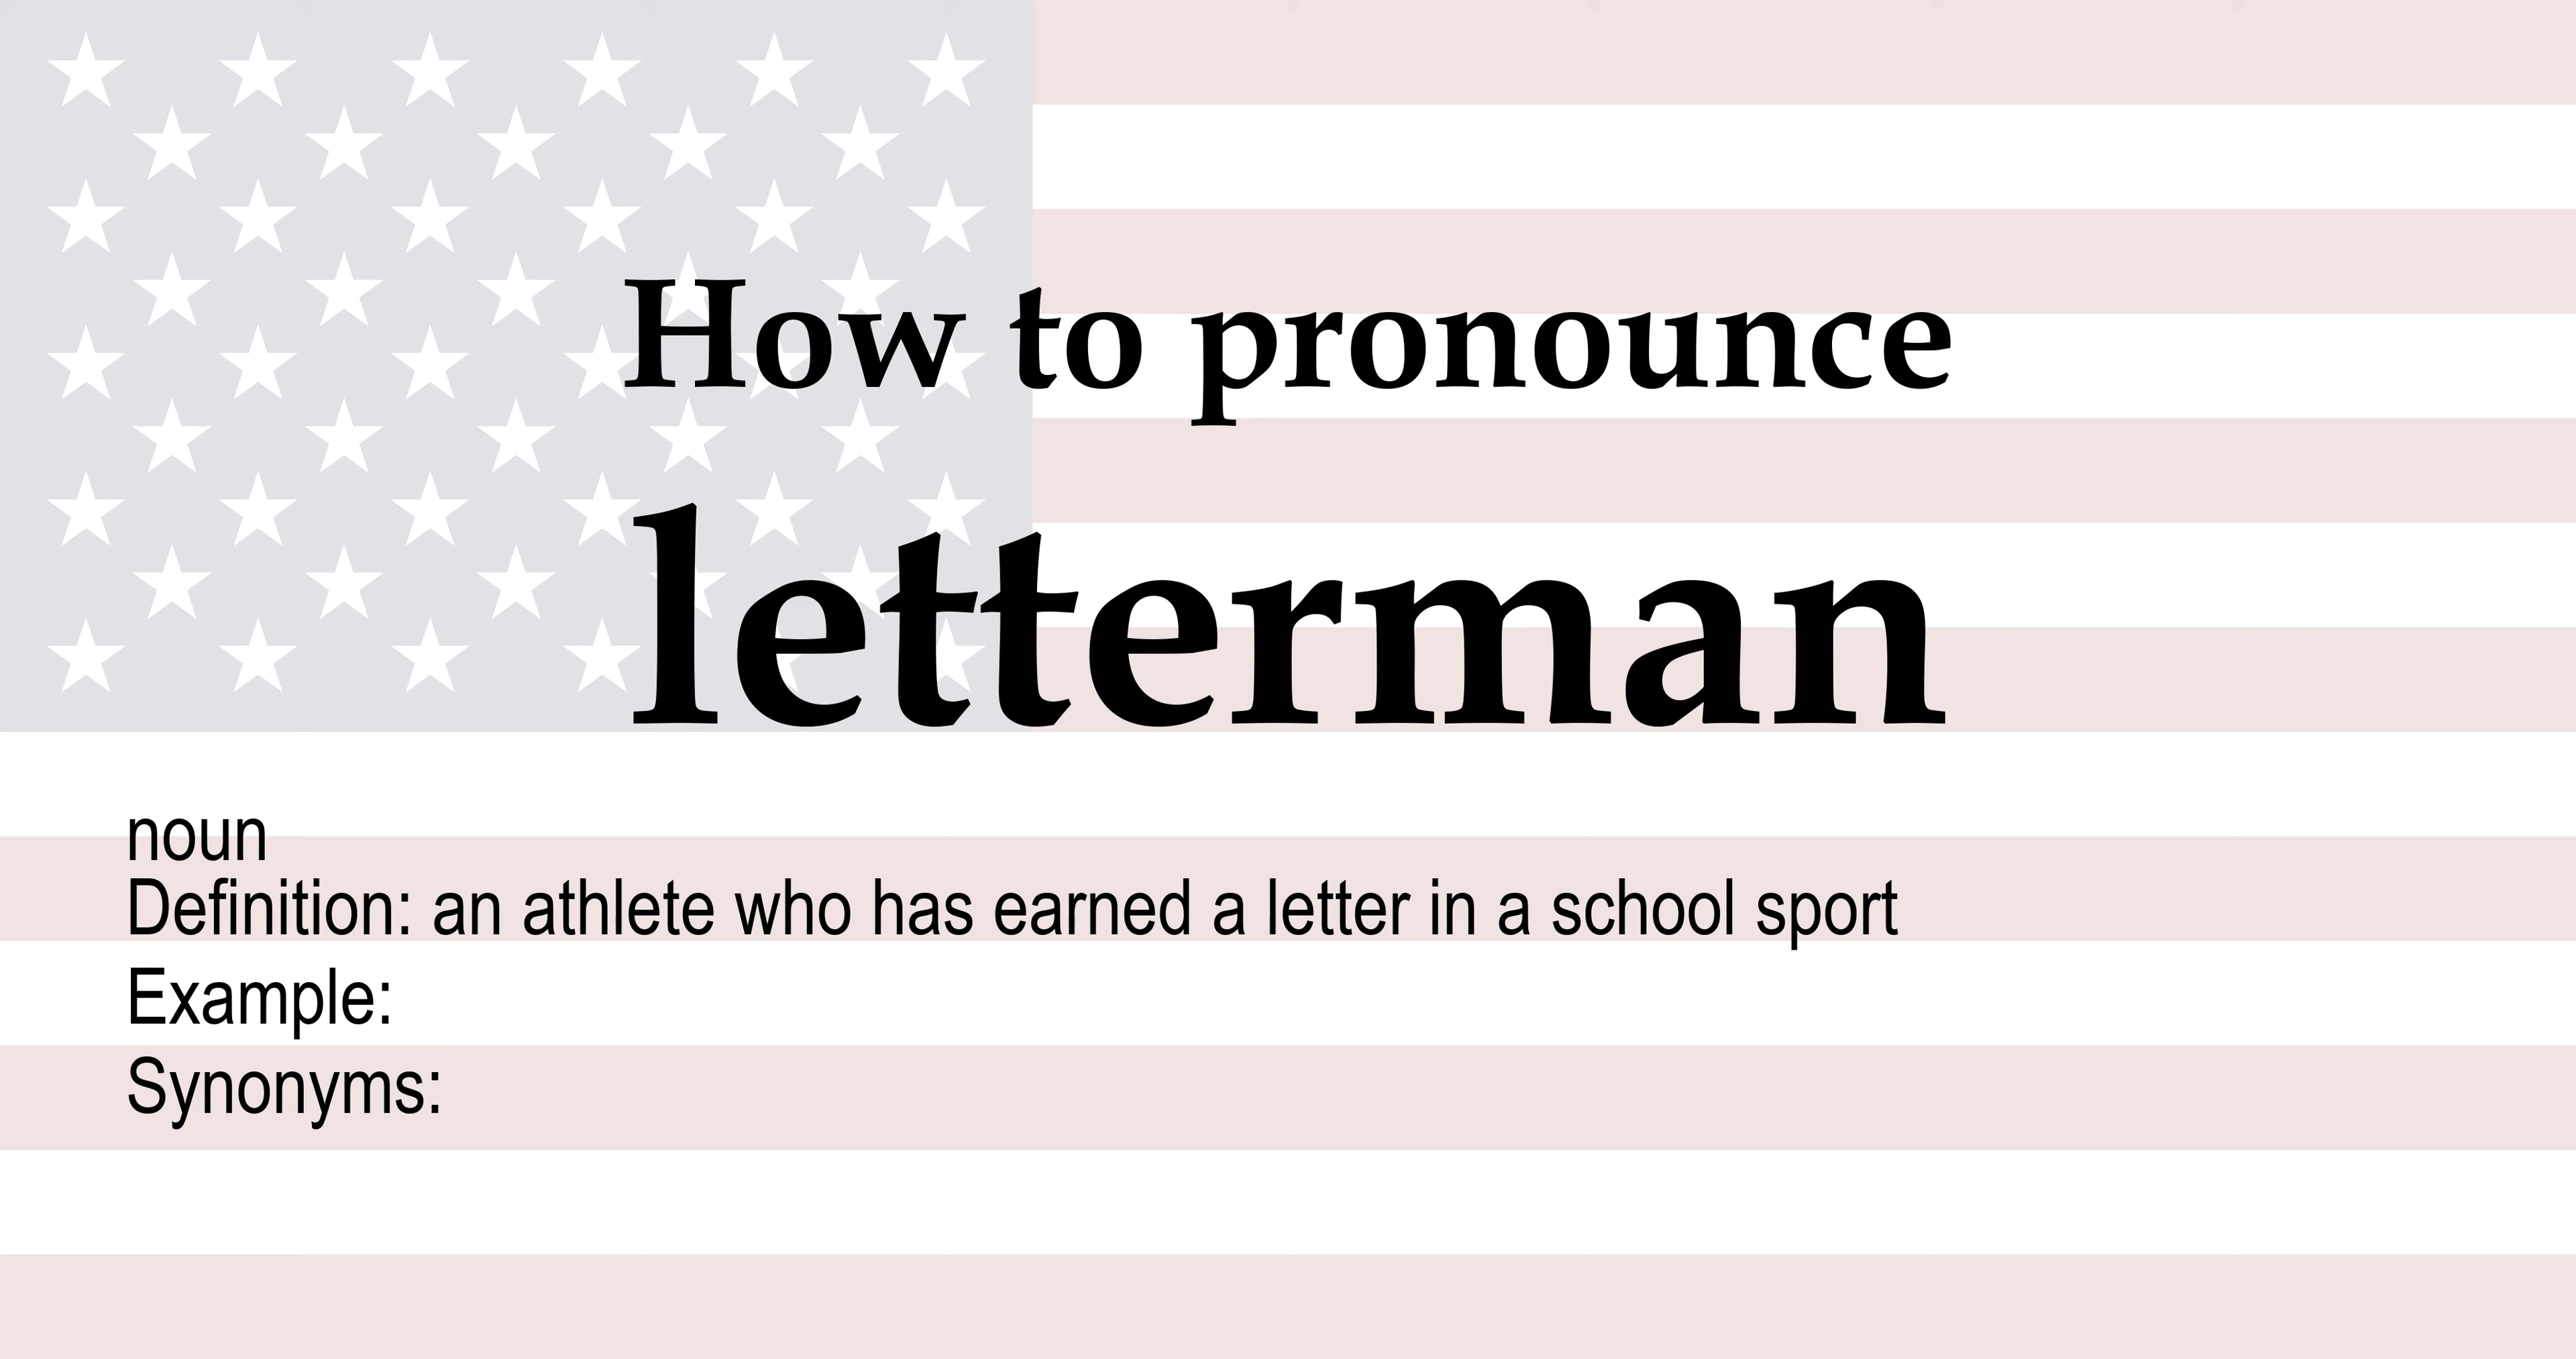 How to pronounce
letterman
noun
Definition: an athlete who has earned a letter in a school sport
Example:
Synonyms: